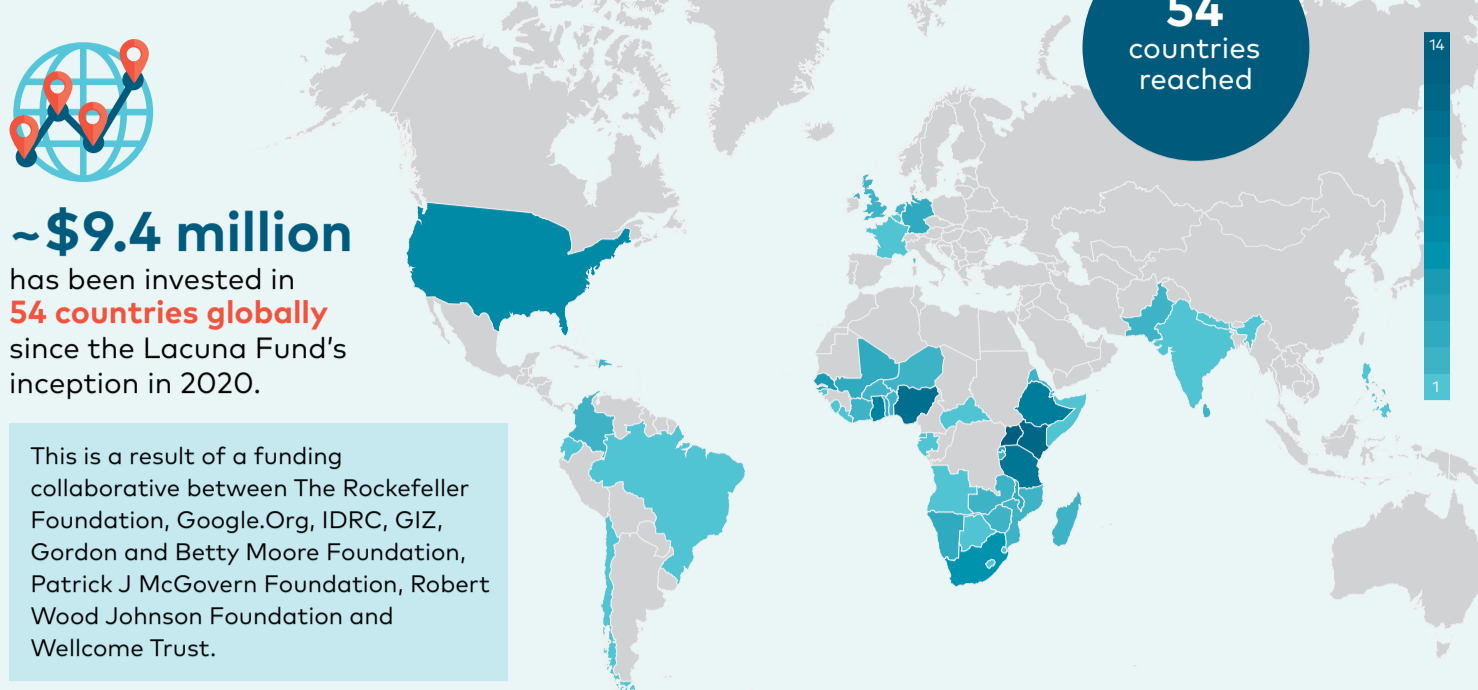 ~$9.4 million
has been invested in
54 countries globally
since the Lacuna Fund's
inception in 2020.
This is a result of a funding
collaborative between The Rockefeller
Foundation, Google.Org, IDRC, GIZ,
Gordon and Betty Moore Foundation,
Patrick J McGovern Foundation, Robert
Wood Johnson Foundation and
Wellcome Trust.
54
countries
reached
14
1